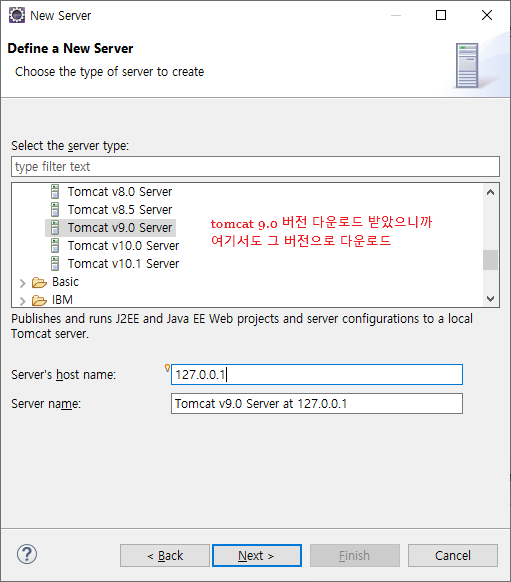 New Server
Define a New Server
Choose the type of server to create
Select the server type:
type filter text
Tomcat v8.0 Server
Tomcat v8.5 Server
Tomcat v9.0 Server
Tomcat v10.0 Server
Tomcat v10.1 Server
Basic
IBM
tomcat 9.0 버전 다운로드 받았으니까
여기서도 그 버전으로 다운로드
Publishes and runs J2EE and Java EE Web projects and server configurations to a local
Tomcat server.
Server's host name: 127.0.0.1
Server name: Tomcat v9.0 Server at 127.0.0.1
? < Back Next > Finish Cancel